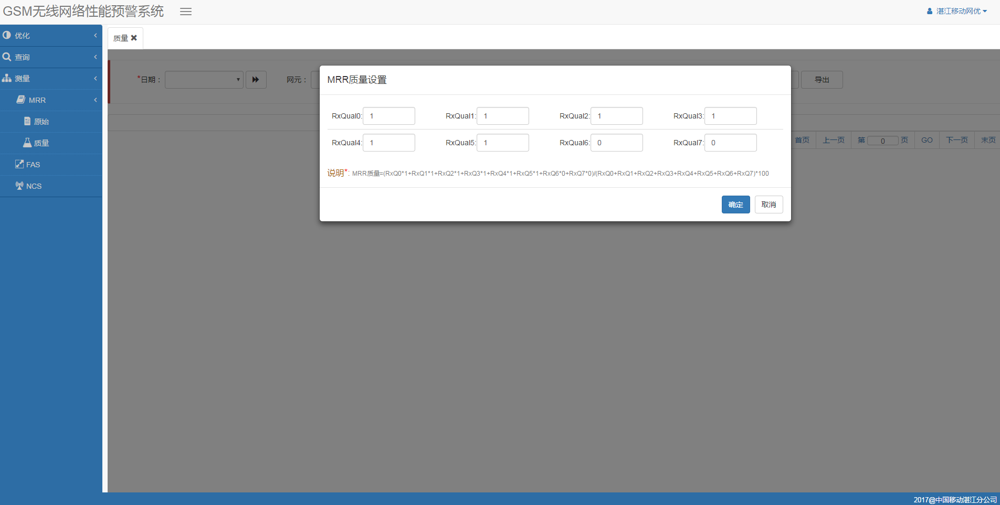 GSM无线网络性能预警系统
湛江移动网优
优化
查询
测量
MRR
原始
质量
FAS
NCS
质量
*日期：
网元：
导出
MRR质量设置
RxQual0: 1 RxQual1: 1 RxQual2: 1 RxQual3: 1
RxQual4: 1 RxQual5: 1 RxQual6: 0 RxQual7: 0
说明*: MRR质量=(RxQ0*1+RxQ1*1+RxQ2*1+RxQ3*1+RxQ4*1+RxQ5*1+RxQ6*0+RxQ7*0)/(RxQ0+RxQ1+RxQ2+RxQ3+RxQ4+RxQ5+RxQ6+RxQ7)*100
确定 取消
首页 上一页 第 0 页 GO 下一页 末页
2017@中国移动湛江分公司